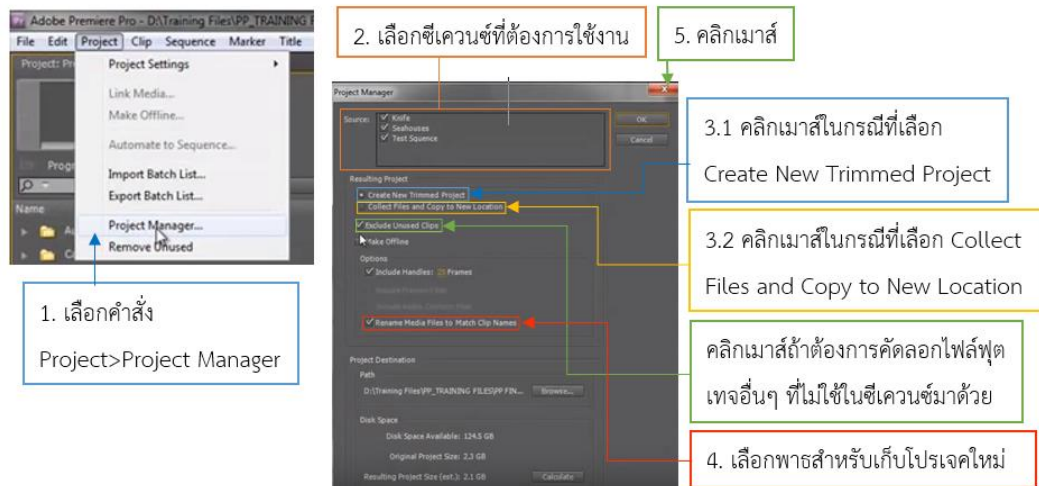 Adobe Premiere Pro - D:\Training Files\PP_TRAINING F
File Edit Project Clip Sequence Marker Title
Project: Pr
Project Settings
Link Media...
Make Offline...
Automate to Sequence...
Import Batch List...
Export Batch List...
Project Manager...
Remove Unused
Progr
Name
1. เลือกคำสั่ง
Project>Project Manager
2. เลือกซีเควนซ์ที่ต้องการใช้งาน
5. คลิกเมาส์
Project Manager
Source:
Knife
Seahouses
Test Squence
OK
Cancel
Resulting Project
Create New Trimmed Project
Collect Files and Copy to New Location
Exclude Unused Clips
Make Offline
Options
Include Handles: 25 Frames
Rename Media Files to Match Clip Names
Project Destination
Path
D:\Training Files\PP_TRAINING FILES\PP FIN...
Browse...
Disk Space
Disk Space Available: 124.5 GB
Original Project Size: 2.3 GB
Resulting Project Size (est.): 2.1 GB
Calculate
3.1 คลิกเมาส์ในกรณีที่เลือก
Create New Trimmed Project
3.2 คลิกเมาส์ในกรณีที่เลือก Collect
Files and Copy to New Location
คลิกเมาส์ถ้าต้องการคัดลอกไฟล์ฟุต
เทจอื่นๆ ที่ไม่ใช้ในซีเควนซ์มาด้วย
4. เลือกพาธสำหรับเก็บโปรเจคใหม่